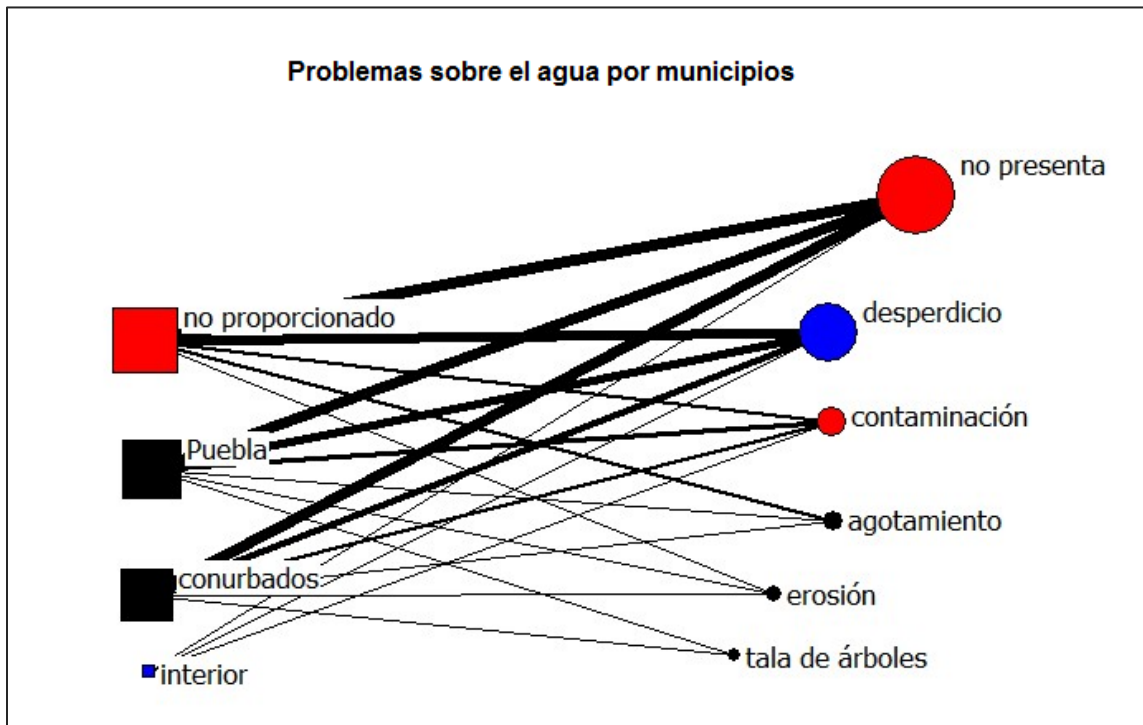 Problemas sobre el agua por municipios
no presenta
desperdicio
no proporcionado
contaminación
Puebla
agotamiento
conurbados
erosión
tala de árboles
interior